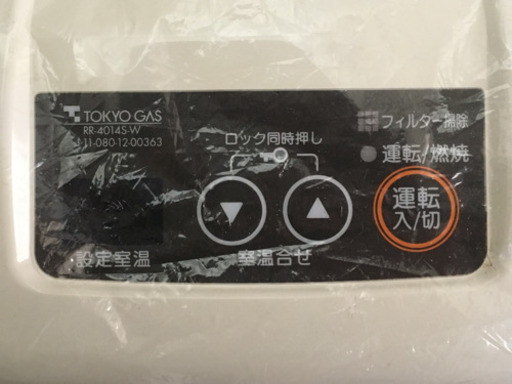 TOKYO GAS
RR-4014S-W
111-080-12-00363
ロック同時押し
フィルター掃除
運転/燃焼
運転
入/切
設定室温
室温合せ